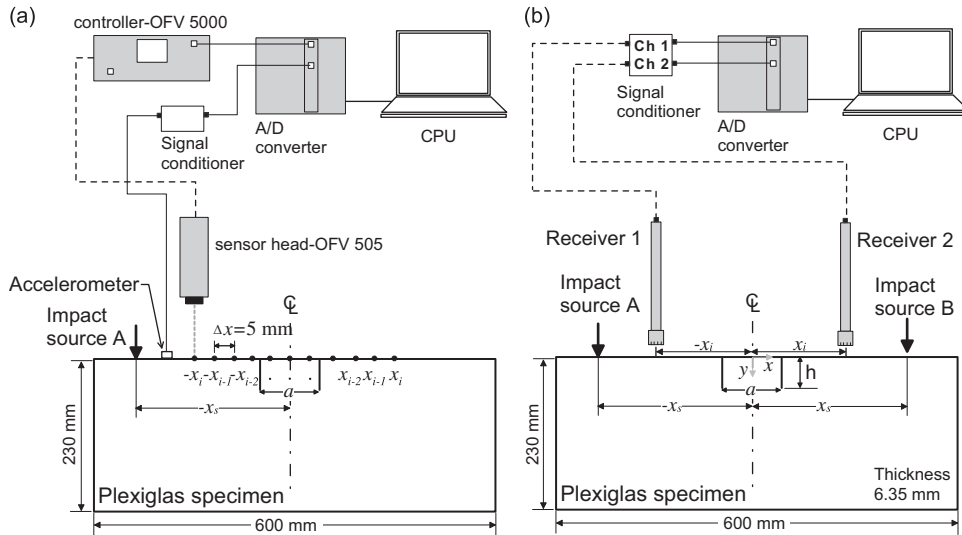 (a)
controller-OFV 5000
Signal
conditioner
A/D
converter
CPU
sensor head-OFV 505
Accelerometer
Impact
source A
℄
Δx=5 mm
-xᵢ -xᵢ₋₁ -xᵢ₋₂ . . . xᵢ₋₂ xᵢ₋₁ xᵢ
a
-xₛ
230 mm
Plexiglas specimen
600 mm
(b)
Ch 1
Ch 2
Signal
conditioner
A/D
converter
CPU
Receiver 1
Receiver 2
Impact
source A
℄
Impact
source B
-xᵢ xᵢ
y x h
a
-xₛ xₛ
230 mm
Plexiglas specimen
Thickness
6.35 mm
600 mm